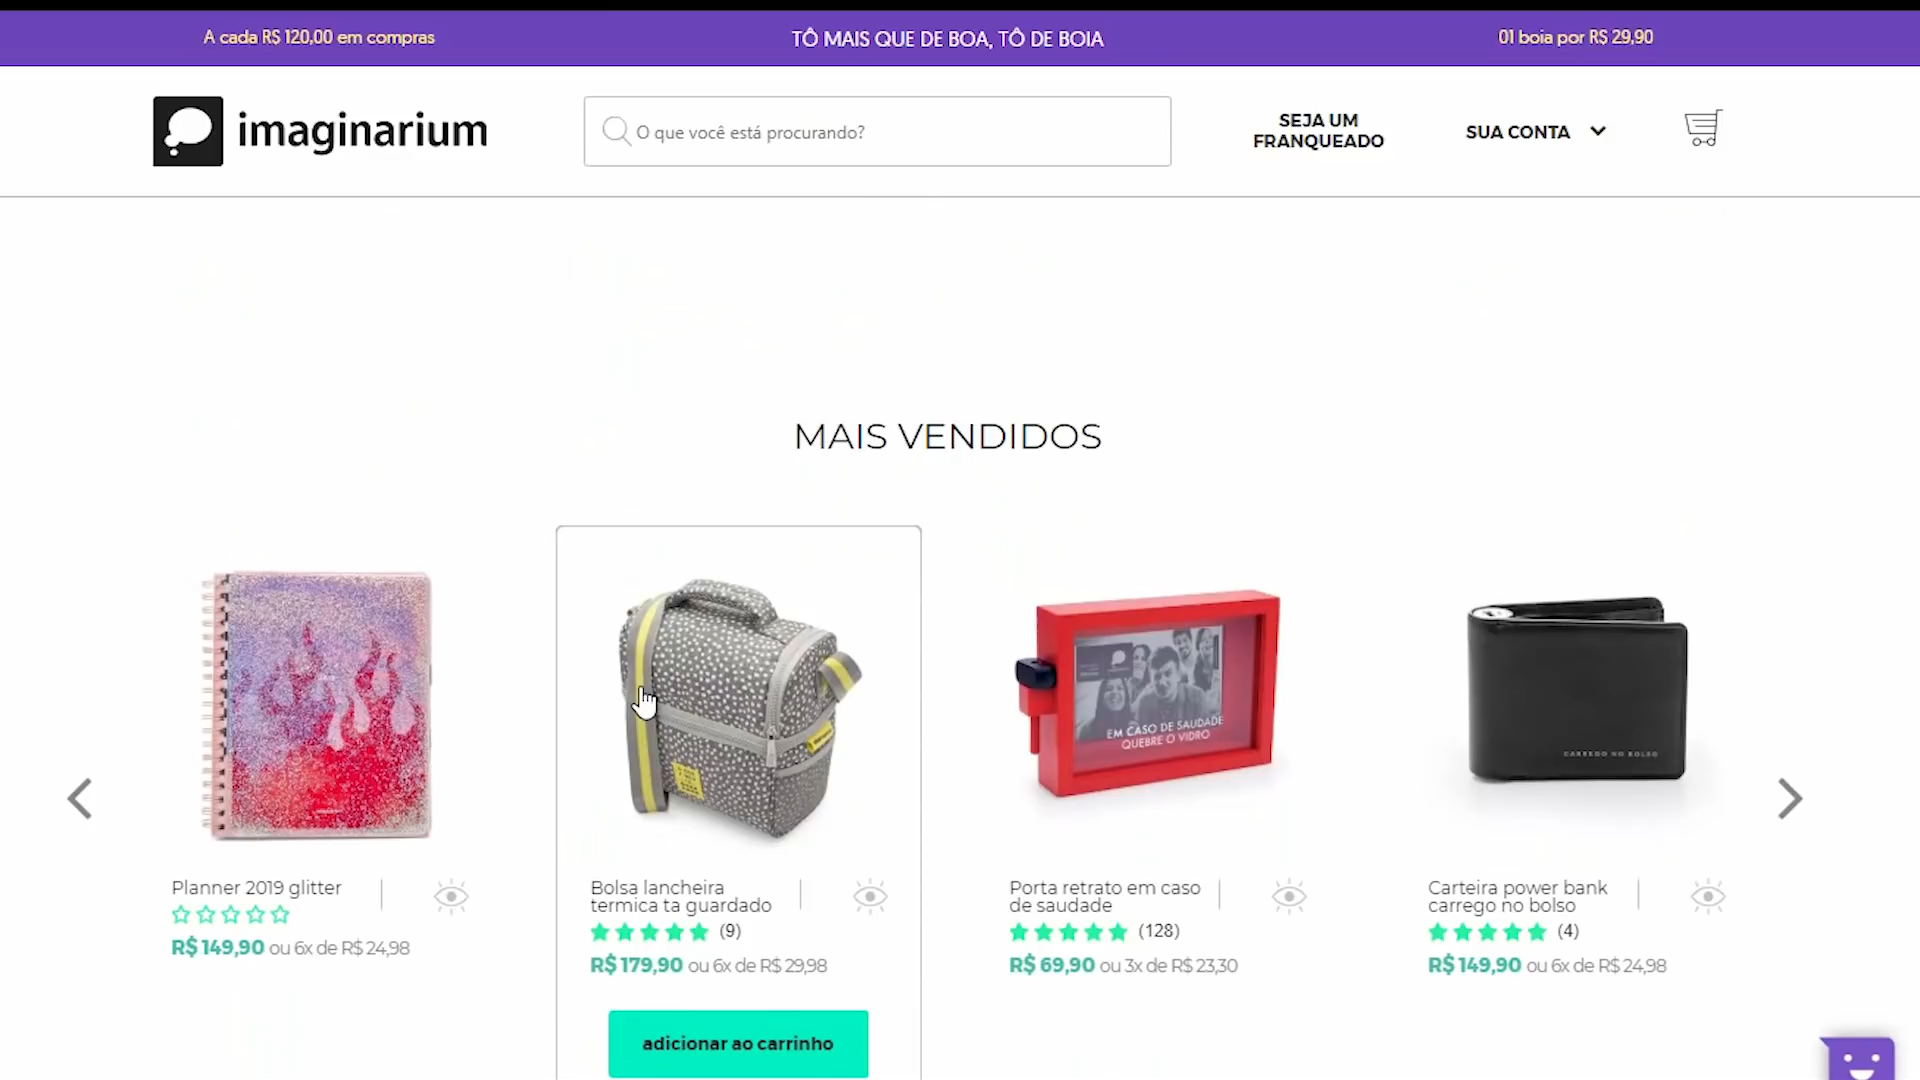 A cada R$ 120,00 em compras
TÔ MAIS QUE DE BOA, TÔ DE BOIA
01 boia por R$ 29,90
imaginarium
O que você está procurando?
SEJA UM
FRANQUEADO
SUA CONTA
MAIS VENDIDOS
EM CASO DE SAUDADE
QUEBRE O VIDRO
CARREGO NO BOLSO
Planner 2019 glitter
R$ 149,90 ou 6x de R$ 24,98
Bolsa lancheira
termica ta guardado
(9)
R$ 179,90 ou 6x de R$ 29,98
adicionar ao carrinho
Porta retrato em caso
de saudade
(128)
R$ 69,90 ou 3x de R$ 23,30
Carteira power bank
carrego no bolso
(4)
R$ 149,90 ou 6x de R$ 24,98